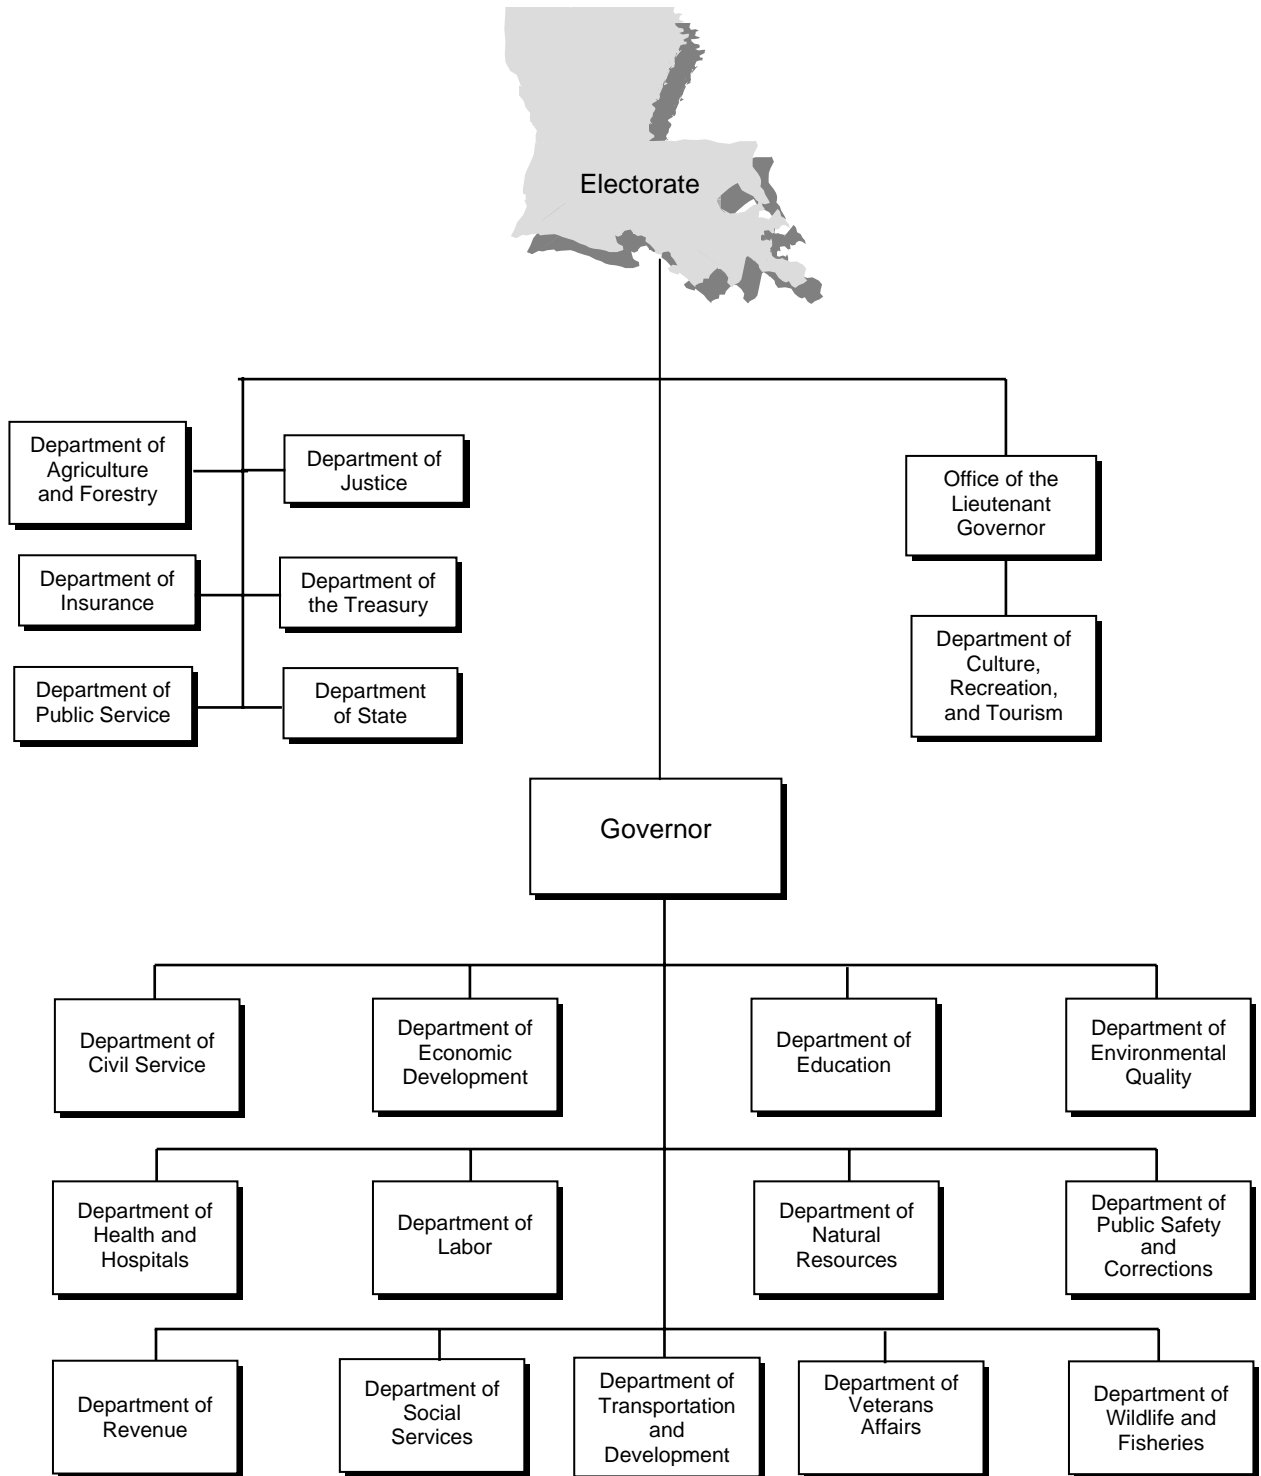 Electorate
Department of
Agriculture
and Forestry
Department of
Justice
Office of the
Lieutenant
Governor
Department of
Insurance
Department of
the Treasury
Department of
Culture,
Recreation,
and Tourism
Department of
Public Service
Department
of State
Governor
Department of
Civil Service
Department of
Economic
Development
Department of
Education
Department of
Environmental
Quality
Department of
Health and
Hospitals
Department of
Labor
Department of
Natural
Resources
Department of
Public Safety
and
Corrections
Department of
Revenue
Department of
Social
Services
Department of
Transportation
and
Development
Department of
Veterans
Affairs
Department of
Wildlife and
Fisheries